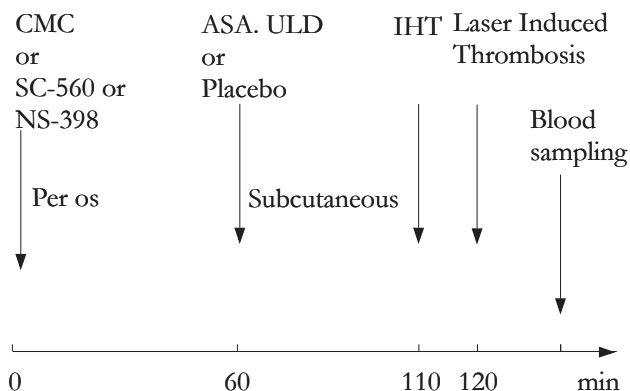 CMC
or
SC-560 or
NS-398
Per os
ASA. ULD
or
Placebo
Subcutaneous
IHT
Laser Induced
Thrombosis
Blood
sampling
0 60 110 120 min